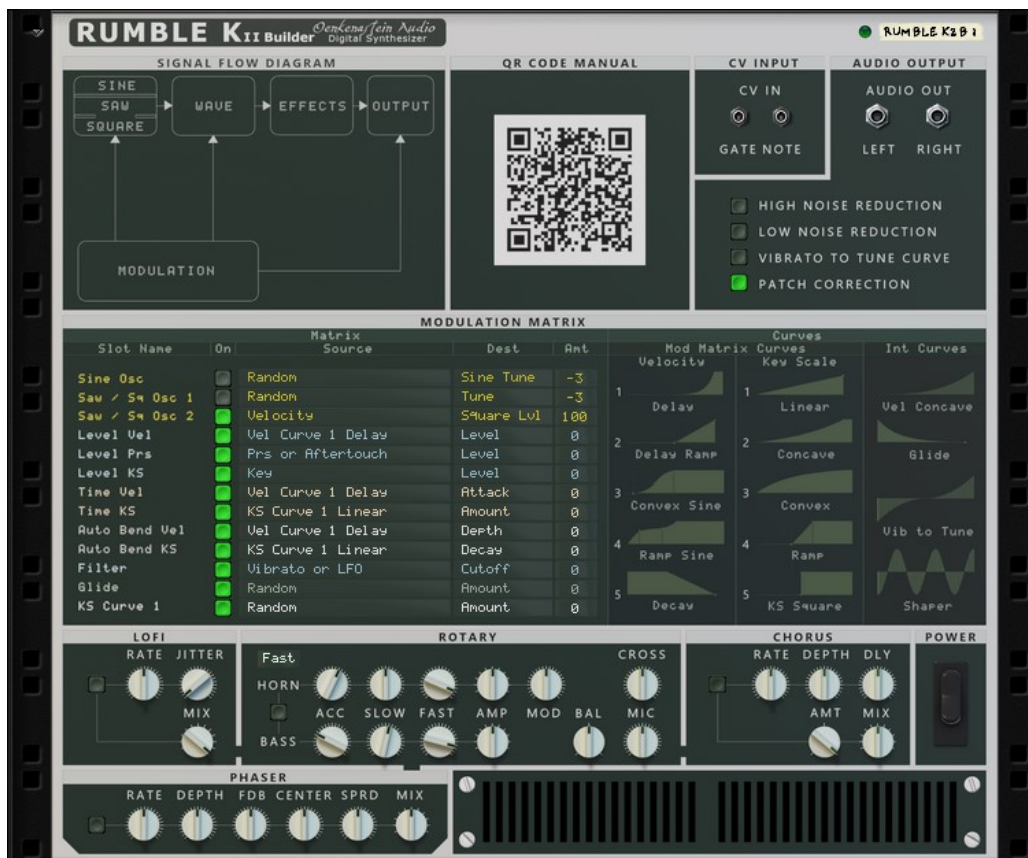 RUMBLE KII Builder Oenkenstein Audio Digital Synthesizer
RUMBLE K2B 1
SIGNAL FLOW DIAGRAM
SINE
SAW
SQUARE
WAVE
EFFECTS
OUTPUT
MODULATION
QR CODE MANUAL
CV INPUT
CV IN
GATE NOTE
AUDIO OUTPUT
AUDIO OUT
LEFT RIGHT
HIGH NOISE REDUCTION
LOW NOISE REDUCTION
VIBRATO TO TUNE CURVE
PATCH CORRECTION
MODULATION MATRIX
Matrix
Slot Name On Source Dest Amt
Sine Osc Random Sine Tune -3
Saw / Sq Osc 1 Random Tune -3
Saw / Sq Osc 2 Velocity Square Lvl 100
Level Vel Vel Curve 1 Delay Level 0
Level Prs Prs or Aftertouch Level 0
Level KS Key Level 0
Time Vel Vel Curve 1 Delay Attack 0
Time KS KS Curve 1 Linear Amount 0
Auto Bend Vel Vel Curve 1 Delay Depth 0
Auto Bend KS KS Curve 1 Linear Decay 0
Filter Vibrato or LFO Cutoff 0
Glide Random Amount 0
KS Curve 1 Random Amount 0
Curves
Mod Matrix Curves Int Curves
Velocity Key Scale
1 Delay 1 Linear Vel Concave
2 Delay Ramp 2 Concave Glide
3 Convex Sine 3 Convex Vib to Tune
4 Ramp Sine 4 Ramp
5 Decay 5 KS Square Shaper
LOFI
RATE JITTER
MIX
ROTARY
Fast CROSS
HORN
ACC SLOW FAST AMP MOD BAL MIC
BASS
CHORUS
RATE DEPTH DLY
AMT MIX
POWER
PHASER
RATE DEPTH FDB CENTER SPRD MIX